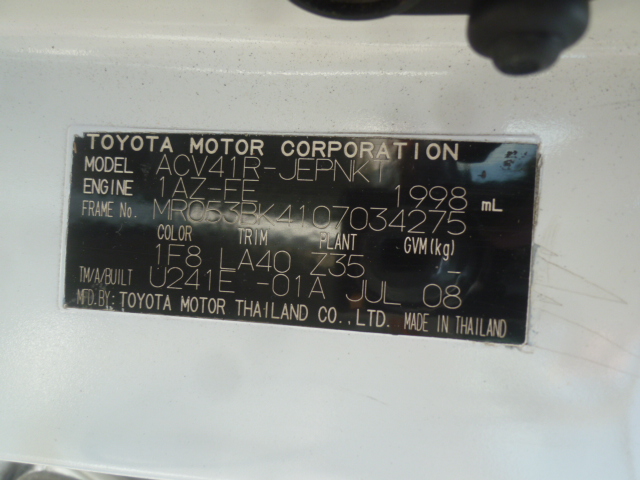 TOYOTA MOTOR CORPORATION
MODEL ACV41R-JEPNKT
ENGINE 1AZ-FE 1998 mL
FRAME No. MR053BK4107034275
COLOR TRIM PLANT GVM(kg)
1F8 LA40 Z35 –
TM/A/BUILT U241E -01A JUL 08
MFD.BY: TOYOTA MOTOR THAILAND CO.,LTD. MADE IN THAILAND